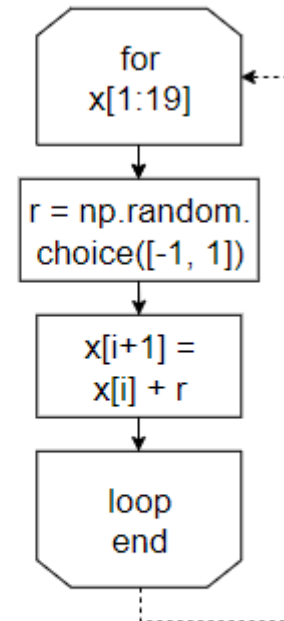 for
x[1:19]
r = np.random.
choice([-1, 1])
x[i+1] =
x[i] + r
loop
end